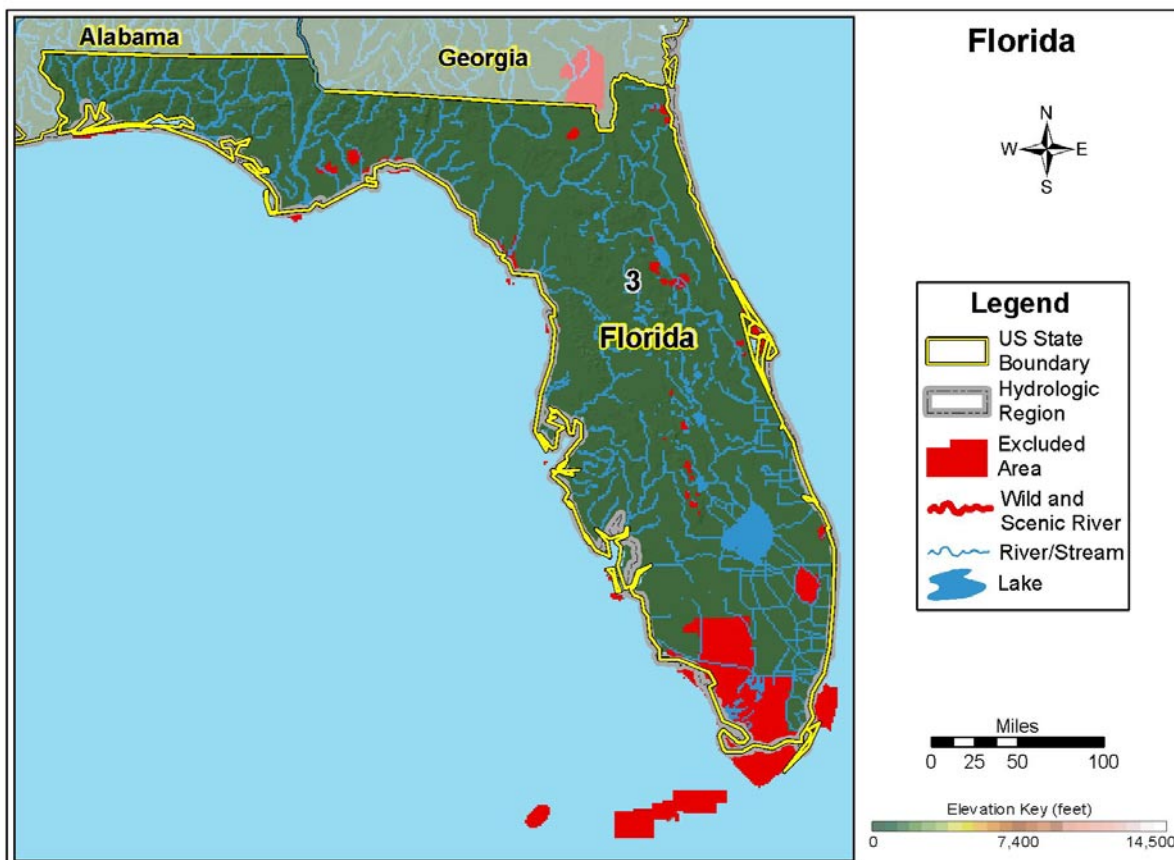 Alabama
Georgia
3
Florida
Florida
N
W E
S
Legend
US State
Boundary
Hydrologic
Region
Excluded
Area
Wild and
Scenic River
River/Stream
Lake
Miles
0 25 50 100
Elevation Key (feet)
0 7,400 14,500